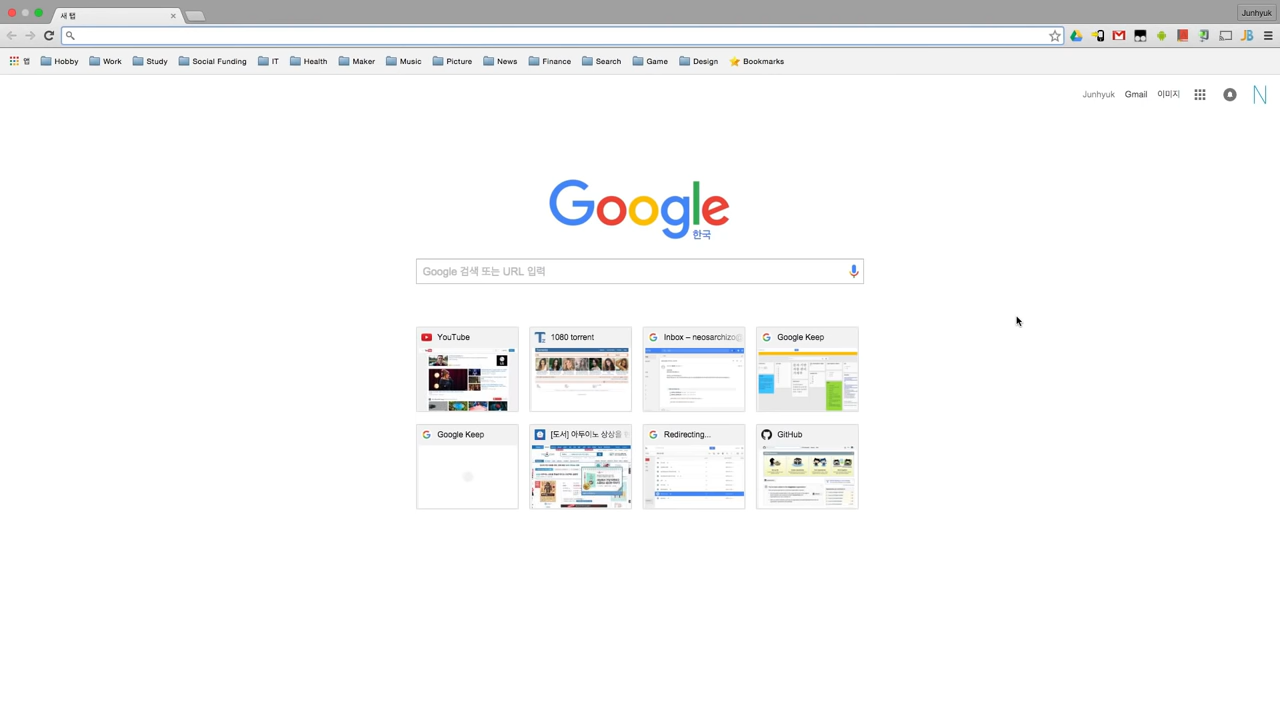 새 탭
Junhyuk
앱 Hobby Work Study Social Funding IT Health Maker Music Picture News Finance Search Game Design Bookmarks
Junhyuk Gmail 이미지 N
Google
한국
Google 검색 또는 URL 입력
YouTube 1080 torrent Inbox – neosarchizo@ Google Keep
Google Keep [도서] 아두이노 상상을 Redirecting... GitHub